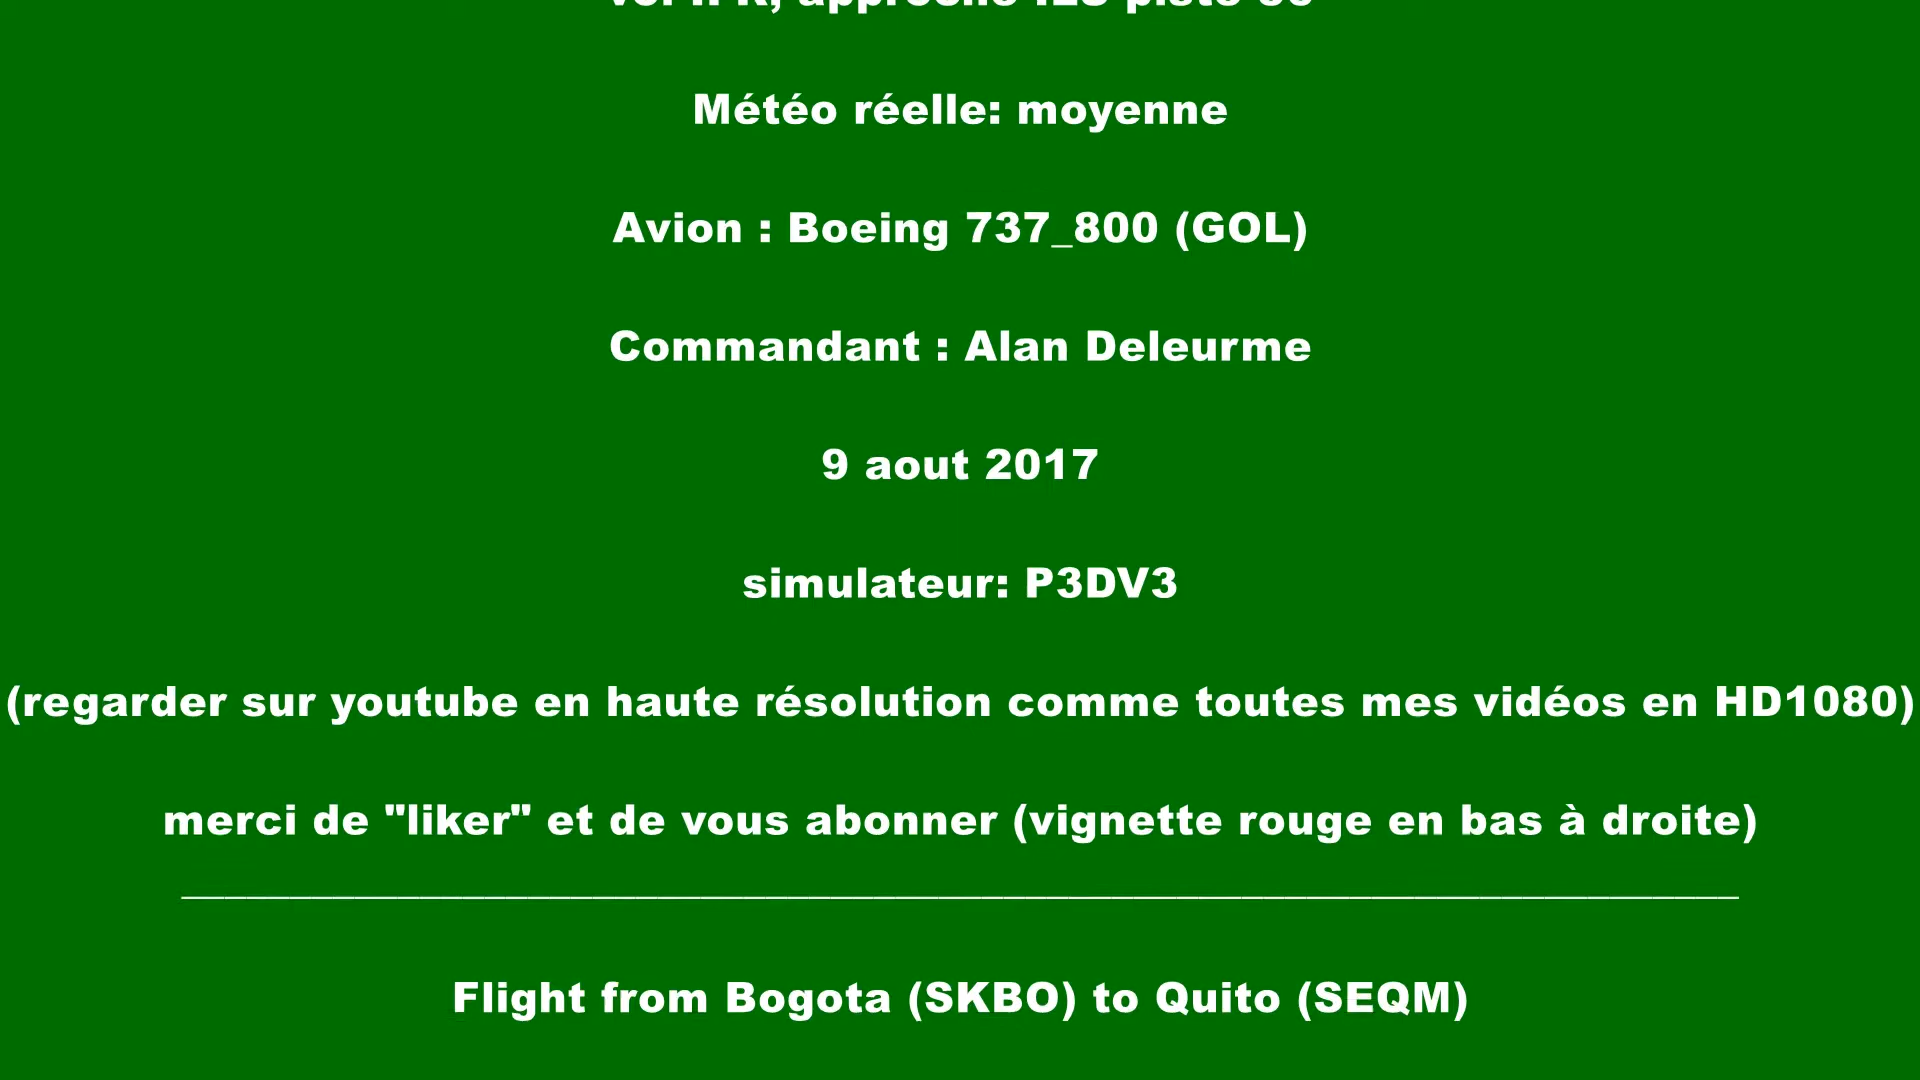 Météo réelle: moyenne
Avion : Boeing 737_800 (GOL)
Commandant : Alan Deleurme
9 aout 2017
simulateur: P3DV3
(regarder sur youtube en haute résolution comme toutes mes vidéos en HD1080)
merci de "liker" et de vous abonner (vignette rouge en bas à droite)
Flight from Bogota (SKBO) to Quito (SEQM)